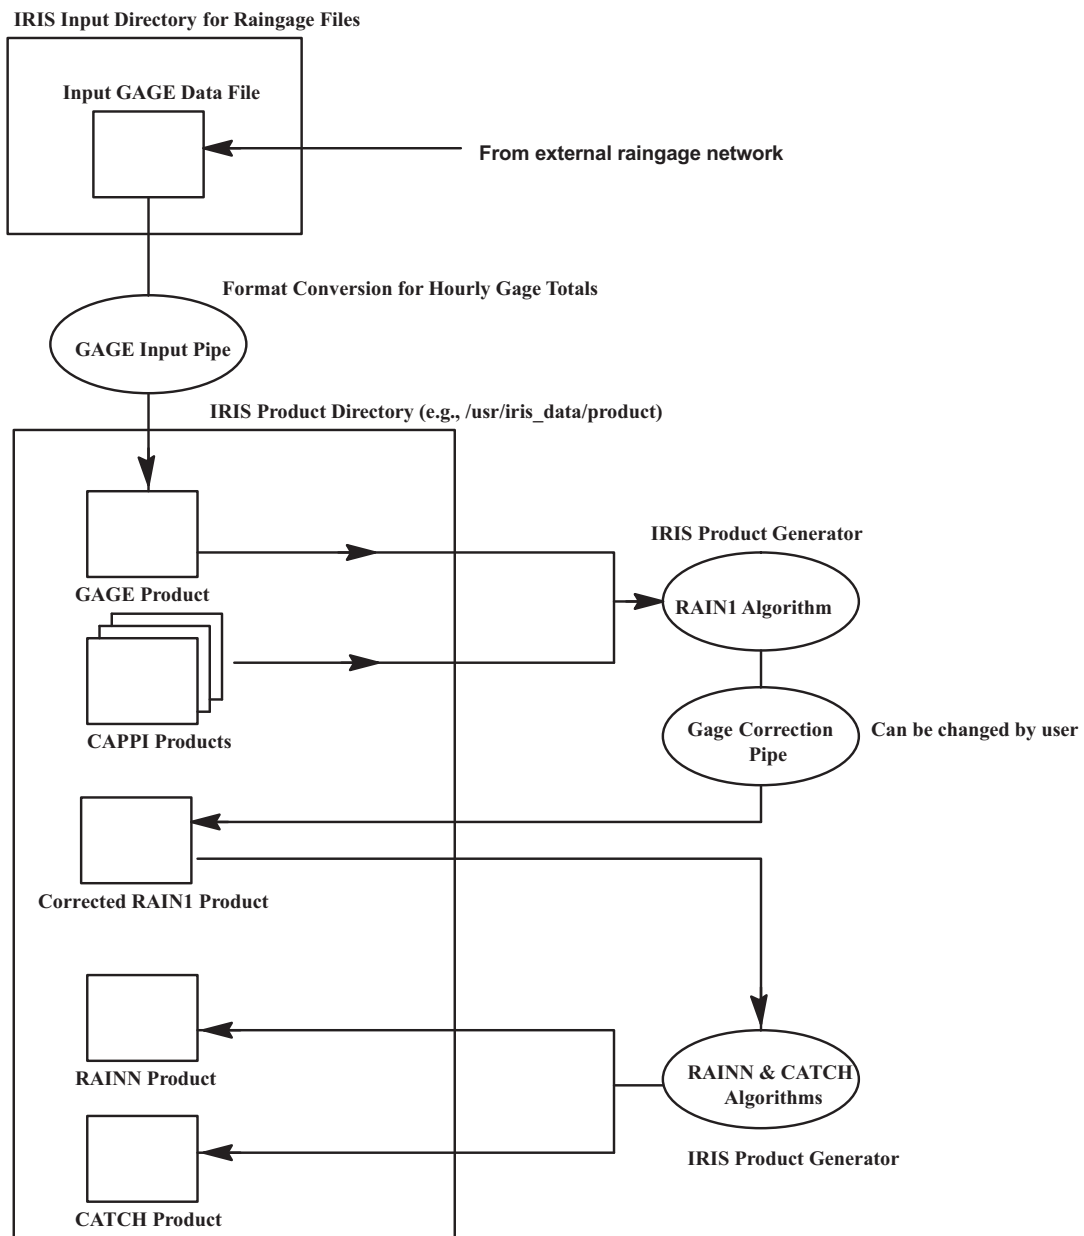 IRIS Input Directory for Raingage Files
Input GAGE Data File
From external raingage network
Format Conversion for Hourly Gage Totals
GAGE Input Pipe
IRIS Product Directory (e.g., /usr/iris_data/product)
IRIS Product Generator
GAGE Product
RAIN1 Algorithm
CAPPI Products
Gage Correction
Pipe
Can be changed by user
Corrected RAIN1 Product
RAINN Product
RAINN & CATCH
Algorithms
IRIS Product Generator
CATCH Product